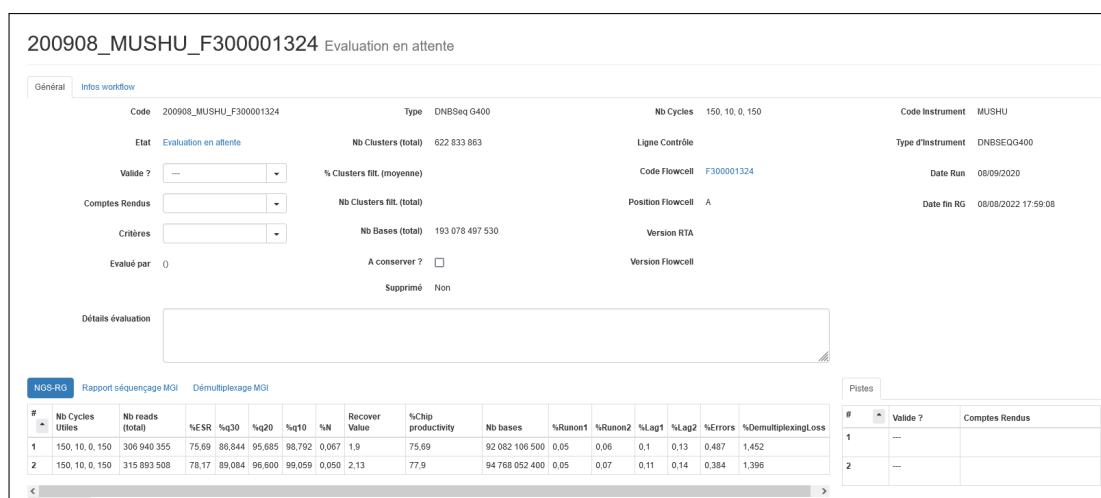 200908_MUSHU_F300001324 Evaluation en attente
Général Infos workflow
Code 200908_MUSHU_F300001324 Type DNBSeq G400 Nb Cycles 150, 10, 0, 150 Code Instrument MUSHU
Etat Evaluation en attente Nb Clusters (total) 622 833 863 Ligne Contrôle Type d'Instrument DNBSEQG400
Valide ? --- % Clusters filt. (moyenne) Code Flowcell F300001324 Date Run 08/09/2020
Comptes Rendus Nb Clusters filt. (total) Position Flowcell A Date fin RG 08/08/2022 17:59:08
Critères Nb Bases (total) 193 078 497 530 Version RTA
Evalué par () A conserver ? Version Flowcell
Supprimé Non
Détails évaluation
NGS-RG Rapport séquençage MGI Démultiplexage MGI Pistes
# Nb Cycles Utiles Nb reads (total) %ESR %q30 %q20 %q10 %N Recover Value %Chip productivity Nb bases %Runon1 %Runon2 %Lag1 %Lag2 %Errors %DemultiplexingLoss # Valide ? Comptes Rendus
1 150, 10, 0, 150 306 940 355 75,69 86,844 95,685 98,792 0,067 1,9 75,69 92 082 106 500 0,05 0,06 0,1 0,13 0,487 1,452 1 ---
2 150, 10, 0, 150 315 893 508 78,17 89,084 96,600 99,059 0,050 2,13 77,9 94 768 052 400 0,05 0,07 0,11 0,14 0,384 1,396 2 ---